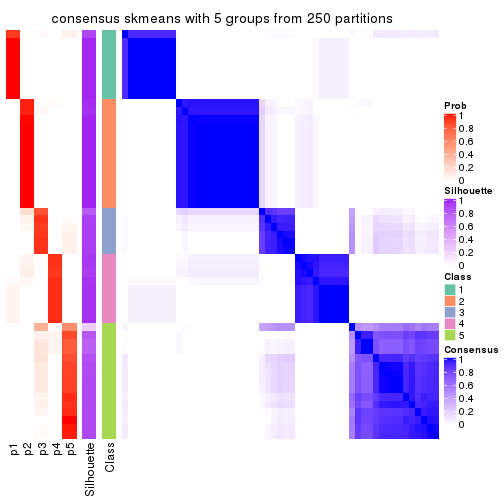 consensus skmeans with 5 groups from 250 partitions
Prob
1
0.8
0.6
0.4
0.2
0
Silhouette
1
0.8
0.6
0.4
0.2
0
Class
1
2
3
4
5
Consensus
1
0.8
0.6
0.4
0.2
0
p1
p2
p3
p4
p5
Silhouette
Class